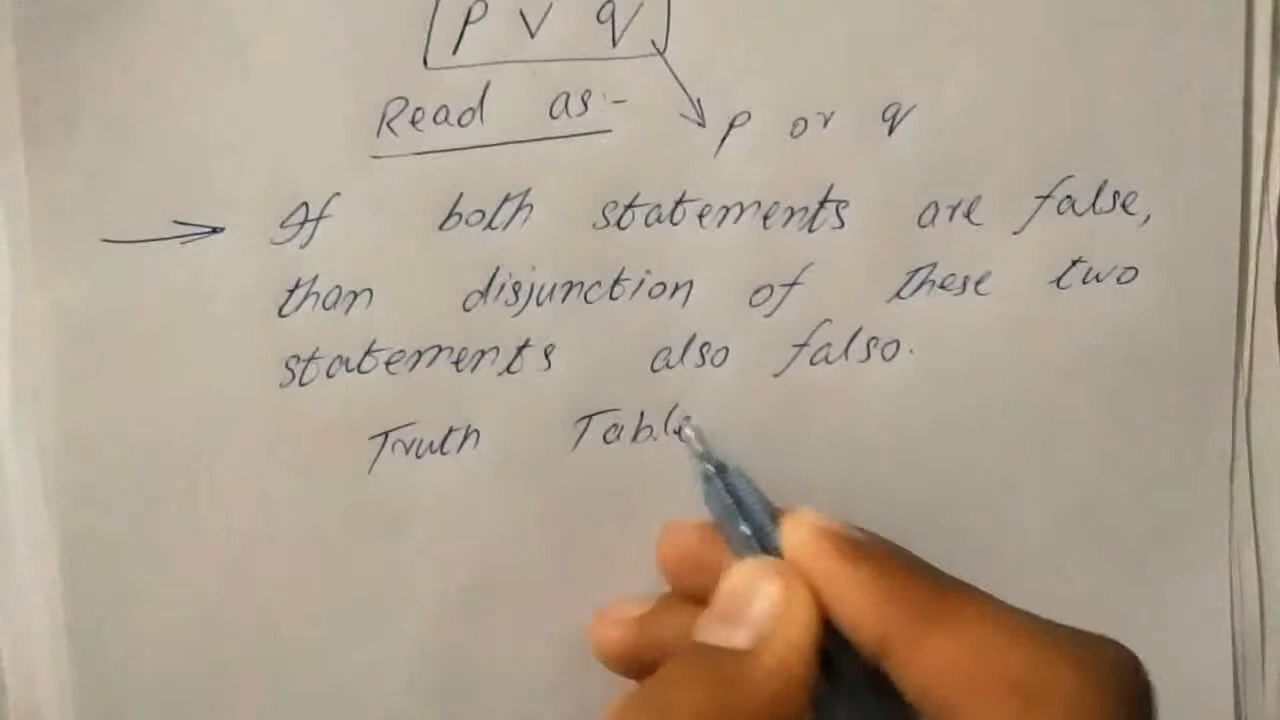 p ∨ q
Read as:- p or q
If both statements are false,
than disjunction of these two
statements also falso.
Truth Table